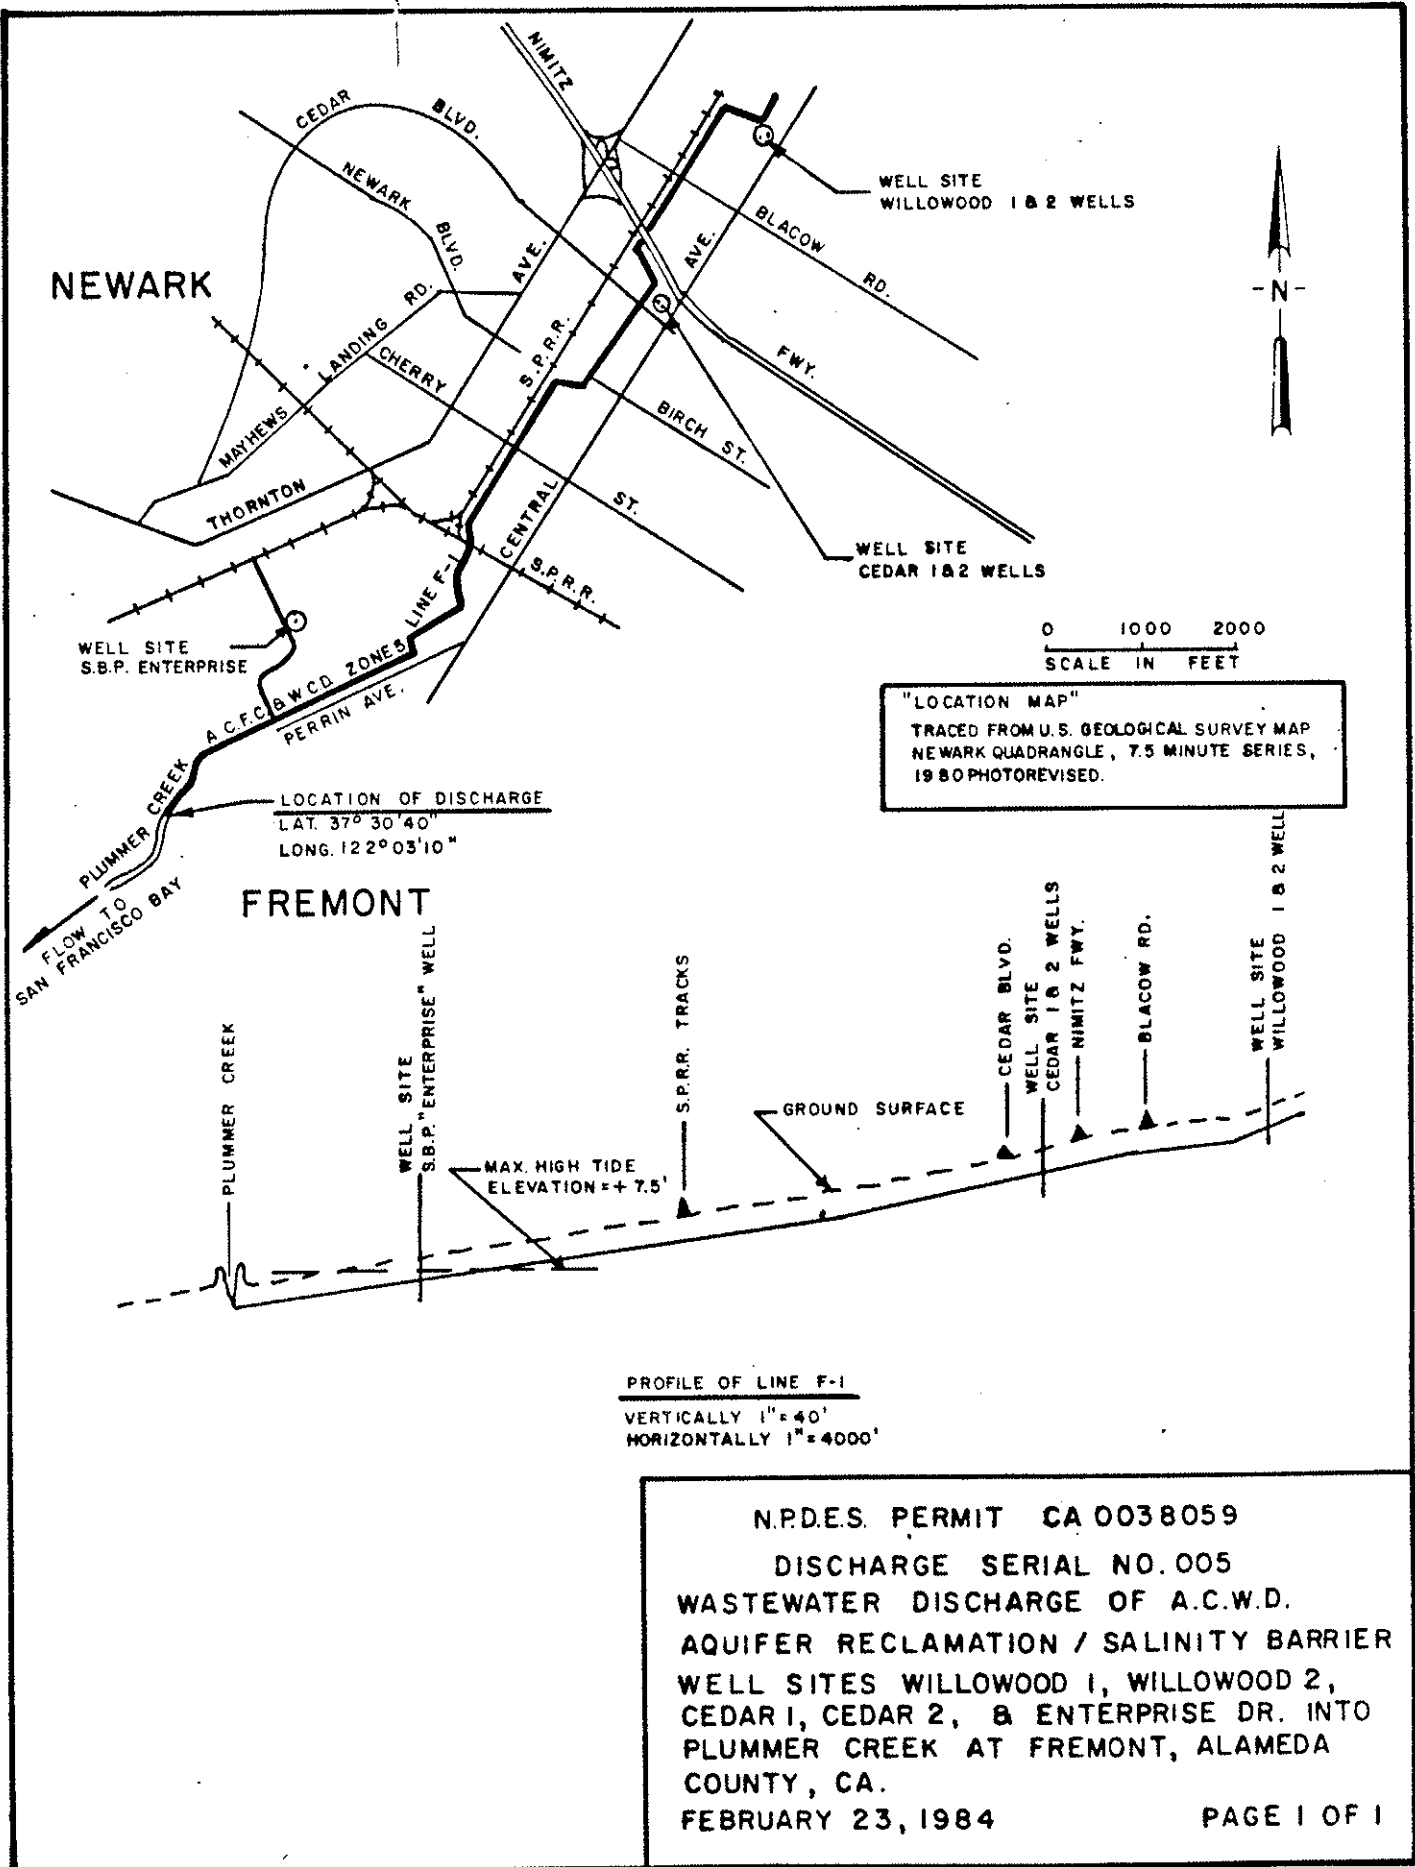 NIMITZ
CEDAR BLVD.
NEWARK BLVD.
WELL SITE
WILLOWOOD 1 & 2 WELLS
BLACOW RD.
AVE.
AVE.
NEWARK
-N-
MAYHEWS LANDING RD.
CHERRY ST.
S.P.R.R.
FWY.
BIRCH ST.
THORNTON
CENTRAL
S.P.R.R.
WELL SITE
CEDAR 1 & 2 WELLS
LINE F-1
WELL SITE
S.B.P. ENTERPRISE
A.C.F.C. & W.C.D. ZONE 5
PERRIN AVE.
0 1000 2000
SCALE IN FEET
"LOCATION MAP"
TRACED FROM U.S. GEOLOGICAL SURVEY MAP
NEWARK QUADRANGLE, 7.5 MINUTE SERIES,
1980 PHOTOREVISED.
PLUMMER CREEK
LOCATION OF DISCHARGE
LAT. 37° 30' 40"
LONG. 122° 03' 10"
FLOW TO
SAN FRANCISCO BAY
FREMONT
PLUMMER CREEK
WELL SITE
S.B.P. "ENTERPRISE" WELL
S.P.R.R. TRACKS
CEDAR BLVD.
WELL SITE
CEDAR 1 & 2 WELLS
NIMITZ FWY.
BLACOW RD.
WELL SITE
WILLOWOOD 1 & 2 WELL
GROUND SURFACE
MAX. HIGH TIDE
ELEVATION = + 7.5'
PROFILE OF LINE F-1
VERTICALLY 1" = 40'
HORIZONTALLY 1" = 4000'
N.P.D.E.S. PERMIT CA 0038059
DISCHARGE SERIAL NO. 005
WASTEWATER DISCHARGE OF A.C.W.D.
AQUIFER RECLAMATION / SALINITY BARRIER
WELL SITES WILLOWOOD 1, WILLOWOOD 2,
CEDAR 1, CEDAR 2, & ENTERPRISE DR. INTO
PLUMMER CREEK AT FREMONT, ALAMEDA
COUNTY, CA.
FEBRUARY 23, 1984 PAGE 1 OF 1